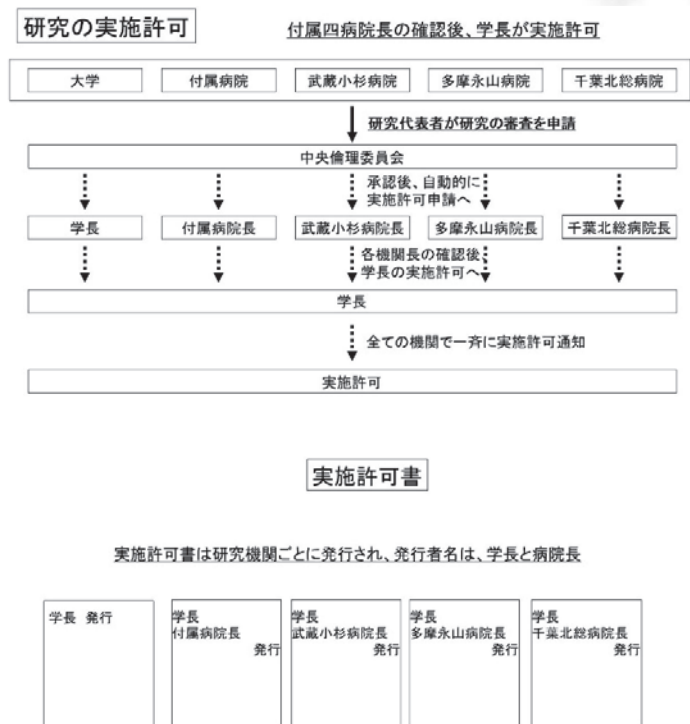 研究の実施許可
付属四病院長の確認後、学長が実施許可
大学
付属病院
武蔵小杉病院
多摩永山病院
千葉北総病院
研究代表者が研究の審査を申請
中央倫理委員会
承認後、自動的に
実施許可申請へ
学長
付属病院長
武蔵小杉病院長
多摩永山病院長
千葉北総病院長
各機関長の確認後、
学長の実施許可へ
学長
全ての機関で一斉に実施許可通知
実施許可
実施許可書
実施許可書は研究機関ごとに発行され、発行者名は、学長と病院長
学長 発行
学長
付属病院長
発行
学長
武蔵小杉病院長
発行
学長
多摩永山病院長
発行
学長
千葉北総病院長
発行